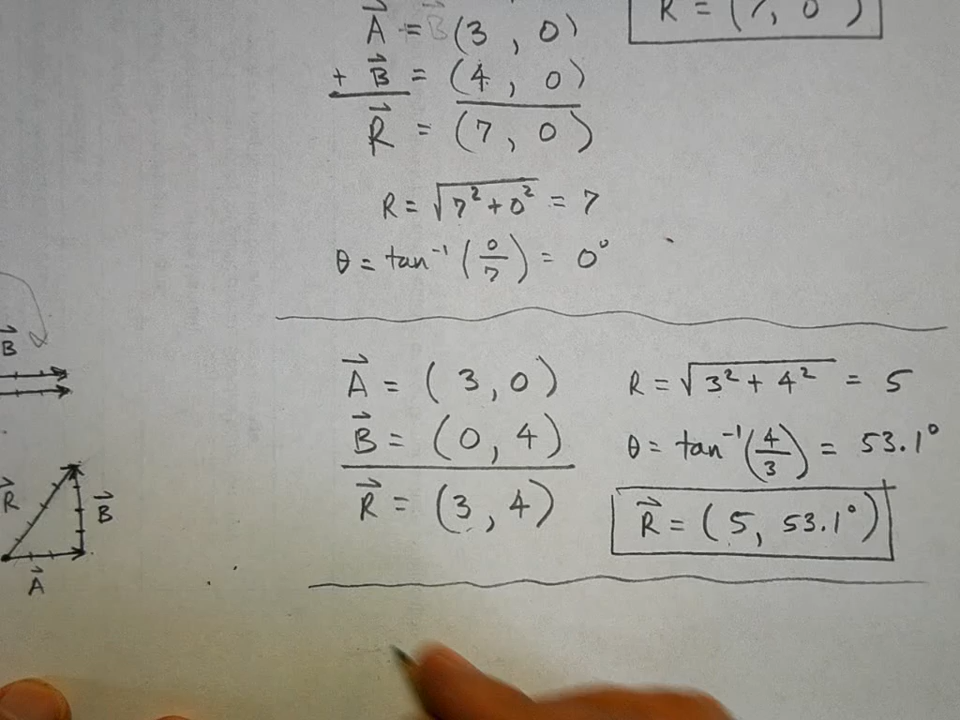 R = (7, 0°)
A⃗ = (3, 0)
+ B⃗ = (4, 0)
R⃗ = (7, 0)
R = √(7² + 0²) = 7
θ = tan⁻¹(0/7) = 0°
B⃗
A⃗ = (3, 0)
B⃗ = (0, 4)
R⃗ = (3, 4)
R = √(3² + 4²) = 5
θ = tan⁻¹(4/3) = 53.1°
R⃗ = (5, 53.1°)
R⃗
B⃗
A⃗